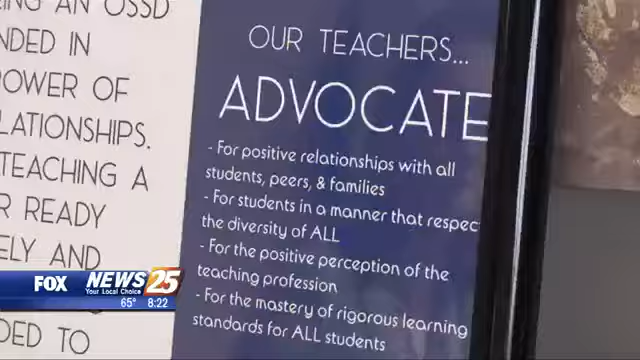 ING AN OSSD
NDED IN
POWER OF
LATIONSHIPS.
TEACHING A
R READY
ELY AND
DED TO
OUR TEACHERS...
ADVOCATE
- For positive relationships with all
students, peers, & families
- For students in a manner that respec
the diversity of ALL
- For the positive perception of the
teaching profession
- For the mastery of rigorous learning
standards for ALL students
FOX NEWS 25
Your Local Choice
65° 8:22